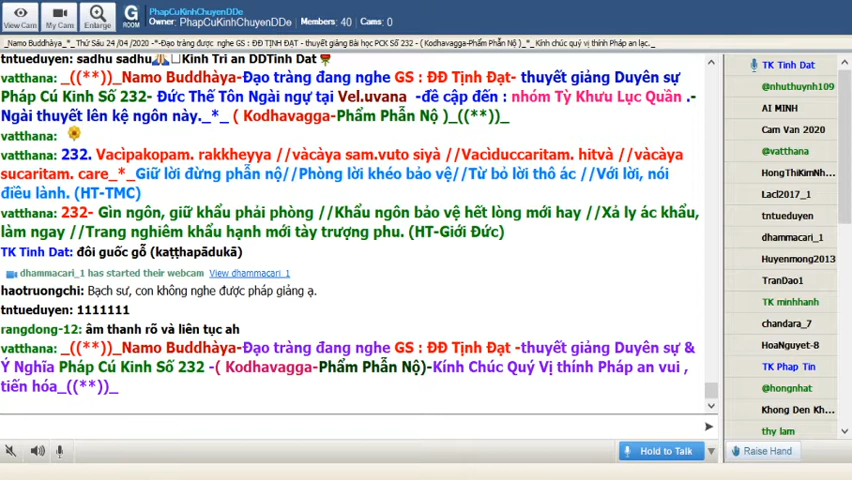 PhapCuKinhChuyenDDe
Owner: PhapCuKinhChuyenDDe Members: 40 Cams: 0
View Cam My Cam Enlarge G ROOM
_Namo Buddhàya_*_ Thứ Sáu 24 /04 /2020 -*-Đạo tràng được nghe GS : ĐĐ TỊNH ĐẠT - thuyết giảng Bài học PCK Số 232 - ( Kodhavagga-Phẩm Phẫn Nộ )_*_ Kính chúc quý vị thính Pháp an lạc._
tntueduyen: sadhu sadhu🙏Kinh Tri an DDTinh Dat🌹
vatthana: _((**))_Namo Buddhàya-Đạo tràng đang nghe GS : ĐĐ Tịnh Đạt- thuyết giảng Duyên sự
Pháp Cú Kinh Số 232- Đức Thế Tôn Ngài ngự tại Vel.uvana -đề cập đến : nhóm Tỳ Khưu Lục Quần .-
Ngài thuyết lên kệ ngôn này._*_ ( Kodhavagga-Phẩm Phẫn Nộ )_((**))_
vatthana: 🌼
vatthana: 232. Vacìpakopam. rakkheyya //vàcàya sam.vuto siyà //Vacìduccaritam. hitvà //vàcàya
sucaritam. care_*_Giữ lời đừng phẫn nộ//Phòng lời khéo bảo vệ//Từ bỏ lời thô ác //Với lời, nói
điều lành. (HT-TMC)
vatthana: 232- Gìn ngôn, giữ khẩu phải phòng //Khẩu ngôn bảo vệ hết lòng mới hay //Xả ly ác khẩu,
làm ngay //Trang nghiêm khẩu hạnh mới tày trượng phu. (HT-Giới Đức)
TK Tinh Dat: đôi guốc gỗ (kaṭṭhapādukā)
dhammacari_1 has started their webcam View dhammacari_1
haotruongchi: Bạch sư, con không nghe được pháp giảng ạ.
tntueduyen: 1111111
rangdong-12: âm thanh rõ và liên tục ah
vatthana: _((**))_Namo Buddhàya-Đạo tràng đang nghe GS : ĐĐ Tịnh Đạt -thuyết giảng Duyên sự &
Ý Nghĩa Pháp Cú Kinh Số 232 -( Kodhavagga-Phẩm Phẫn Nộ)-Kính Chúc Quý Vị thính Pháp an vui ,
tiến hóa_((**))_
TK Tinh Dat
@nhuthuynh109
AI MINH
Cam Van 2020
@vatthana
HongThiKimNh...
Lacl2017_1
tntueduyen
dhammacari_1
Huyenmong2013
TranDao1
TK minhhanh
chandara_7
HoaNguyet-8
TK Phap Tin
@hongnhat
Khong Den Kh...
thy lam
Hold to Talk Raise Hand